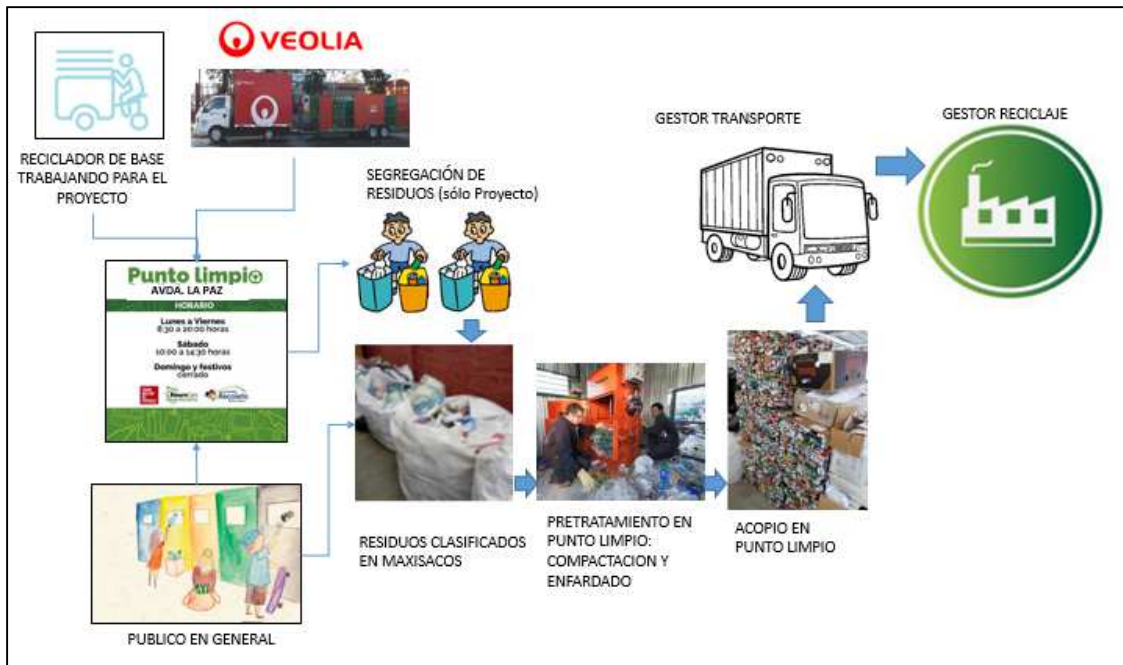 VEOLIA
RECICLADOR DE BASE
TRABAJANDO PARA EL
PROYECTO
SEGREGACIÓN DE
RESIDUOS (sólo Proyecto)
GESTOR TRANSPORTE
GESTOR RECICLAJE
Punto limpio
AVDA. LA PAZ
HORARIO
Lunes a Viernes
8:30 a 20:00 horas
Sábado
10:00 a 14:30 horas
Domingo y festivos
cerrado
Recoleta
RESIDUOS CLASIFICADOS
EN MAXISACOS
PRETRATAMIENTO EN
PUNTO LIMPIO:
COMPACTACION Y
ENFARDADO
ACOPIO EN
PUNTO LIMPIO
PUBLICO EN GENERAL